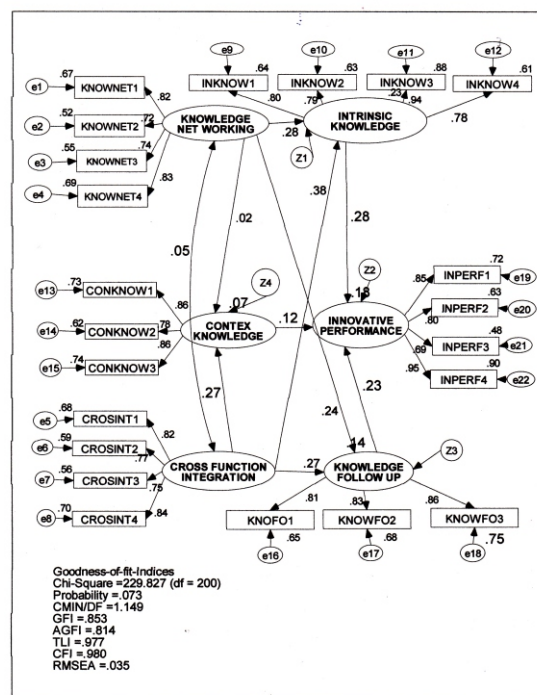 e9
e10
e11
e12
.64
.63
.88
.61
INKNOW1
INKNOW2
INKNOW3
INKNOW4
.80
.79
.23
.94
.78
e1
.67
KNOWNET1
.82
e2
.52
KNOWNET2
.72
e3
.55
KNOWNET3
.74
e4
.69
KNOWNET4
.83
KNOWLEDGE
NET WORKING
.28
INTRINSIC
KNOWLEDGE
Z1
.38
.28
.02
.05
e13
.73
CONKNOW1
.86
e14
.62
CONKNOW2
.78
e15
.74
CONKNOW3
.86
Z4
.07
CONTEX
KNOWLEDGE
.12
Z2
.18
INNOVATIVE
PERFORMANCE
.85
INPERF1
.72
e19
.80
INPERF2
.63
e20
.69
INPERF3
.48
e21
.95
INPERF4
.90
e22
.27
.24
.23
e5
.68
CROSINT1
.82
e6
.59
CROSINT2
.77
e7
.56
CROSINT3
.75
e8
.70
CROSINT4
.84
CROSS FUNCTION
INTEGRATION
.27
.14
KNOWLEDGE
FOLLOW UP
Z3
.81
.83
.86
KNOFO1
KNOWFO2
KNOWFO3
.65
.68
.75
e16
e17
e18
Goodness-of-fit-Indices
Chi-Square =229.827 (df = 200)
Probability =.073
CMIN/DF =1.149
GFI =.853
AGFI =.814
TLI =.977
CFI =.980
RMSEA =.035